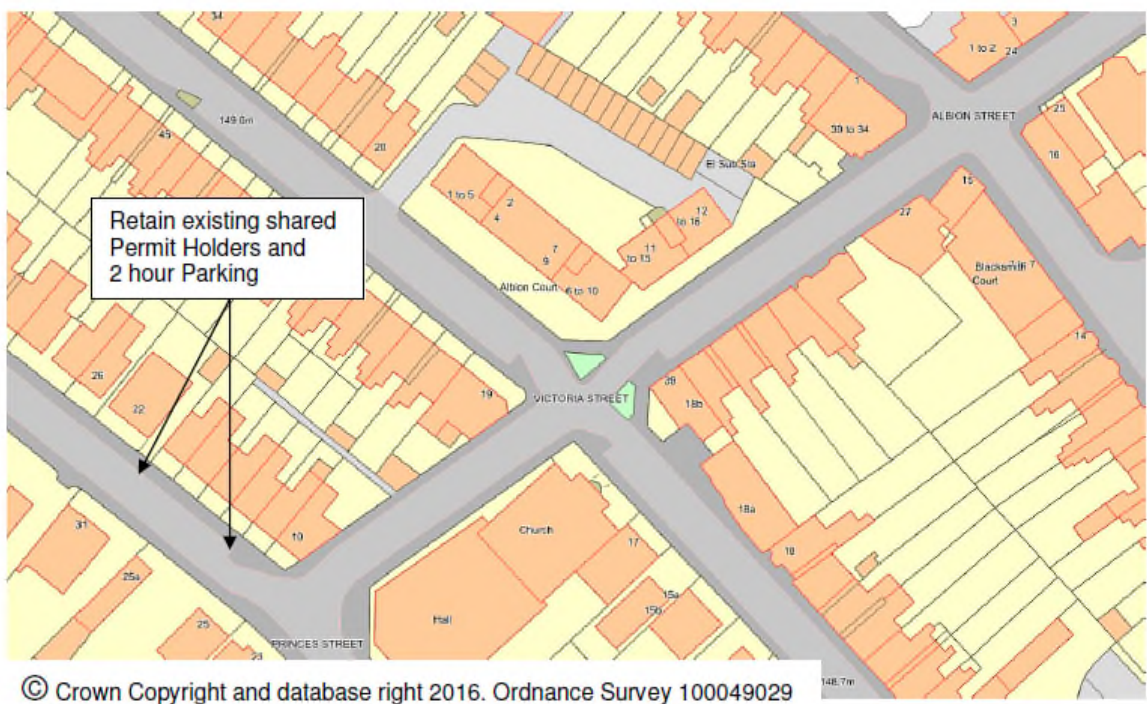 34
3
1 to 2
24
149.6m
45
20
1
30 to 34
ALBION STREET
25
16
El Sub Sta
1 to 5
2
4
12
to 16
11
to 15
7
9
6 to 10
Albion Court
15
27
Blacksmith
Court
14
Retain existing shared
Permit Holders and
2 hour Parking
26
22
19
VICTORIA STREET
39
18b
10
31
25a
25
23
Church
17
18a
18
15a
15b
Hall
PRINCES STREET
148.7m
© Crown Copyright and database right 2016. Ordnance Survey 100049029